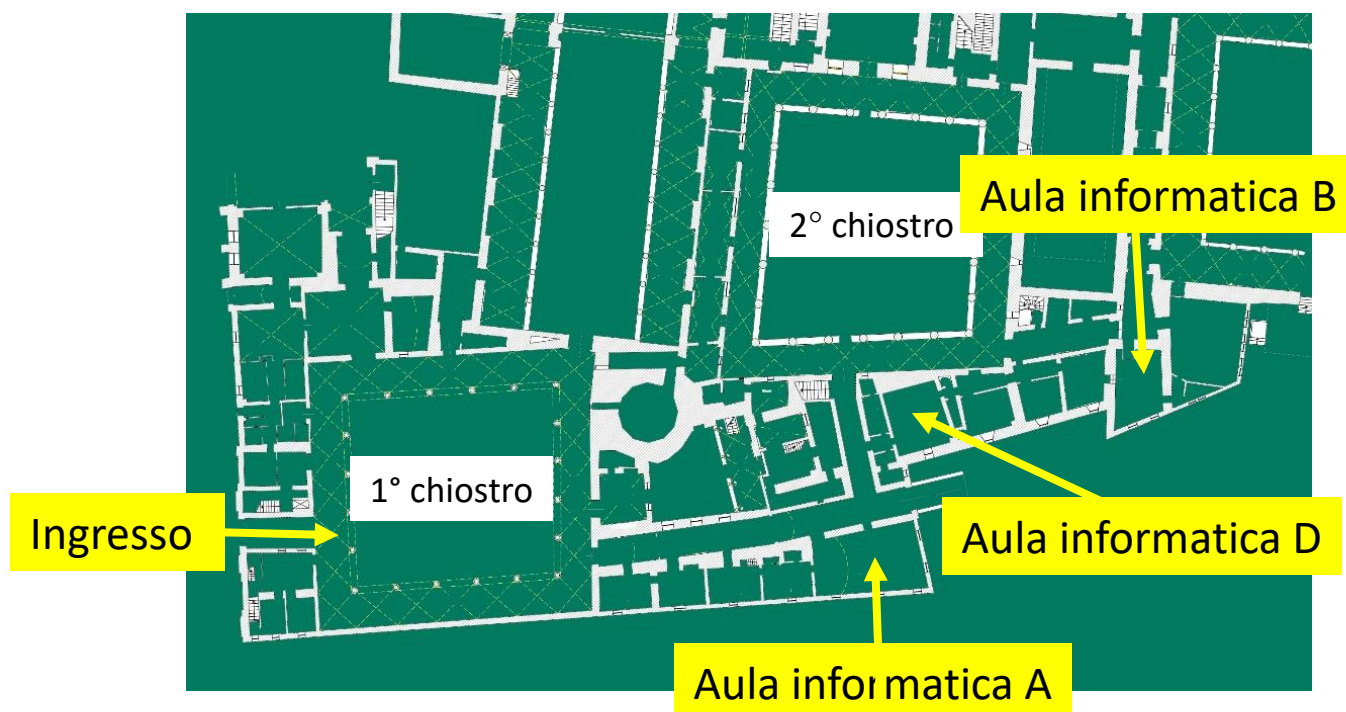 Aula informatica B
2° chiostro
1° chiostro
Ingresso
Aula informatica D
Aula informatica A